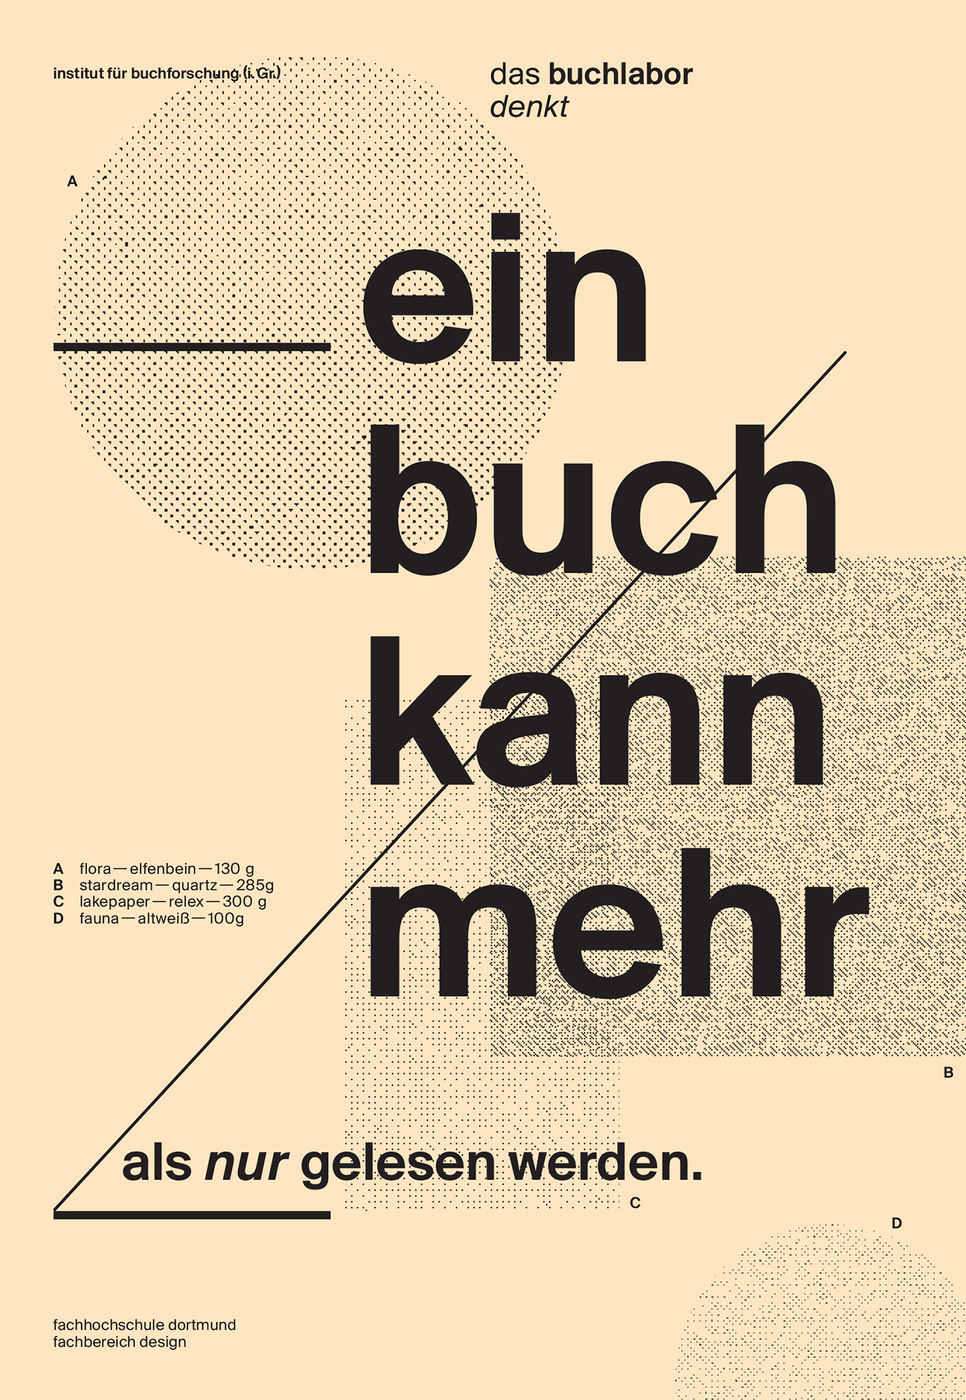 institut für buchforschung (i. Gr.)
das buchlabor
denkt
A
ein
buch
kann
mehr
A flora — elfenbein — 130 g
B stardream — quartz — 285g
C lakepaper — relex — 300 g
D fauna — altweiß — 100g
B
als nur gelesen werden.
C
D
fachhochschule dortmund
fachbereich design